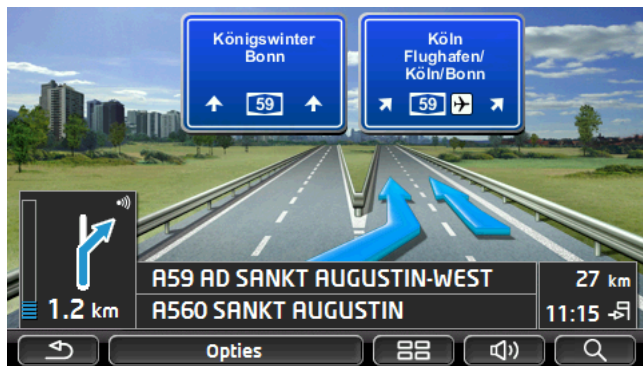 Königswinter
Bonn
59
Köln
Flughafen/
Köln/Bonn
59
1.2 km
A59 AD SANKT AUGUSTIN-WEST
27 km
A560 SANKT AUGUSTIN
11:15
Opties